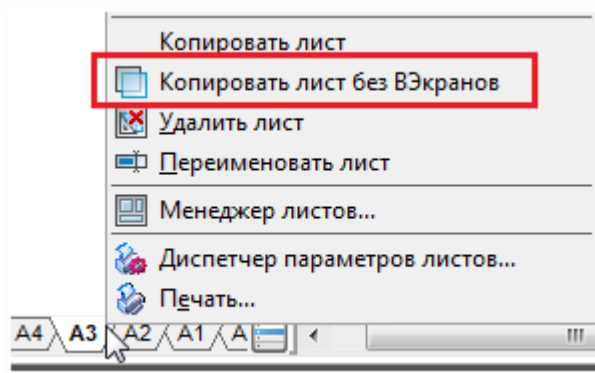 Копировать лист
Копировать лист без ВЭкранов
Удалить лист
Переименовать лист
Менеджер листов...
Диспетчер параметров листов...
Печать...
A4 A3 A2 A1 A